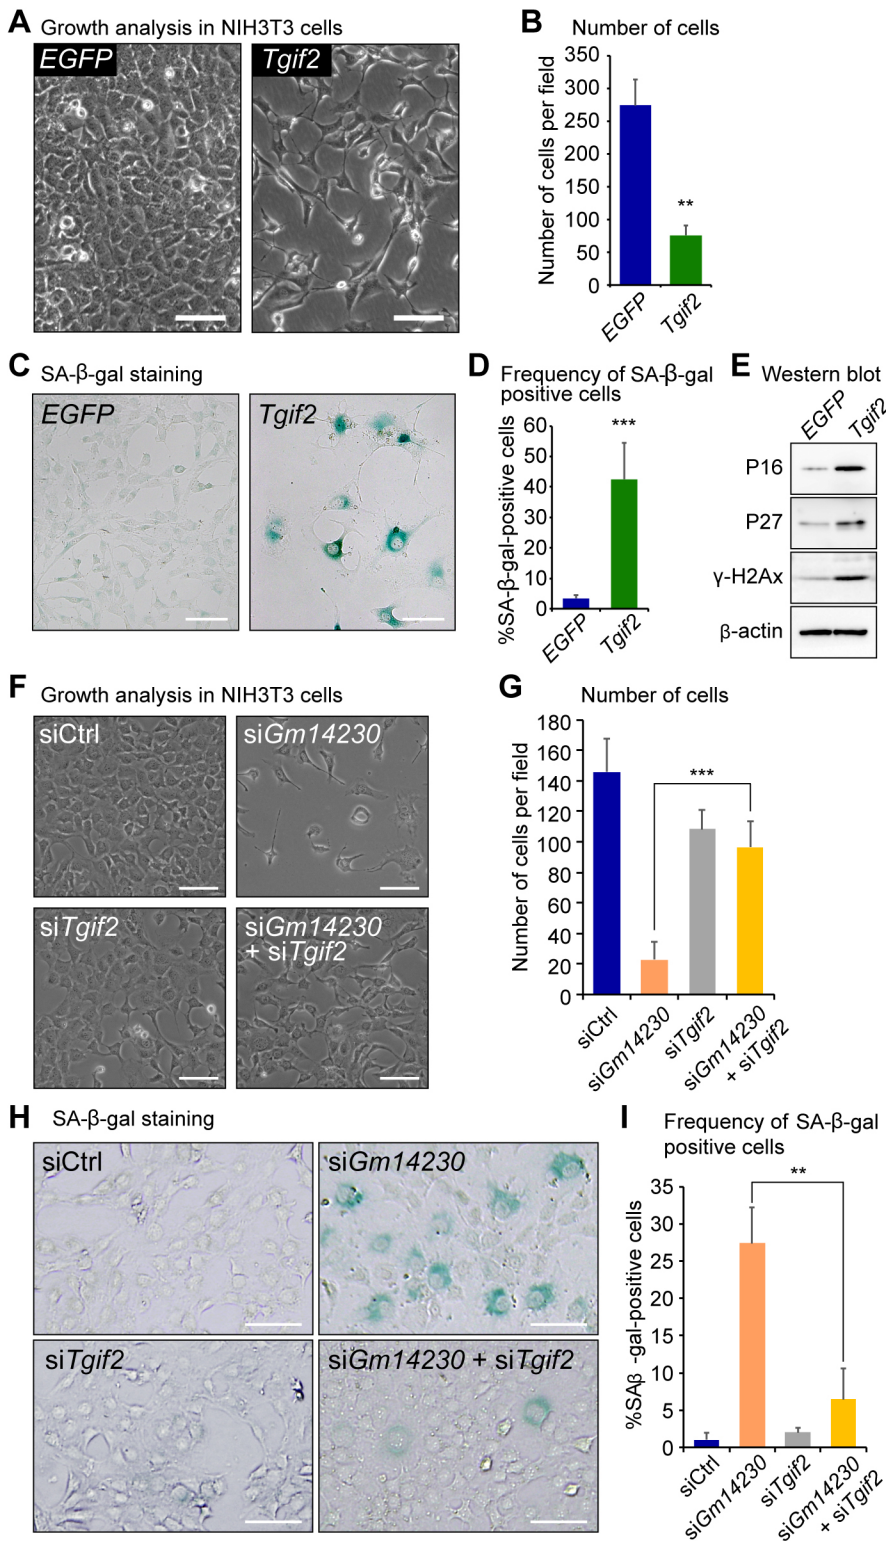 A Growth analysis in NIH3T3 cells
EGFP
Tgif2
B Number of cells
Number of cells per field
350
300
250
200
150
100
50
0
**
EGFP
Tgif2
C SA-β-gal staining
EGFP
Tgif2
D Frequency of SA-β-gal
positive cells
%SA-β-gal-positive cells
60
50
40
30
20
10
0
***
EGFP
Tgif2
E Western blot
EGFP
Tgif2
P16
P27
γ-H2Ax
β-actin
F Growth analysis in NIH3T3 cells
siCtrl
siGm14230
siTgif2
siGm14230
+ siTgif2
G Number of cells
Number of cells per field
180
160
140
120
100
80
60
40
20
0
***
siCtrl
siGm14230
siTgif2
siGm14230
+ siTgif2
H SA-β-gal staining
siCtrl
siGm14230
siTgif2
siGm14230 + siTgif2
I Frequency of SA-β-gal
positive cells
%SAβ -gal-positive cells
35
30
25
20
15
10
5
0
**
siCtrl
siGm14230
siTgif2
siGm14230
+ siTgif2